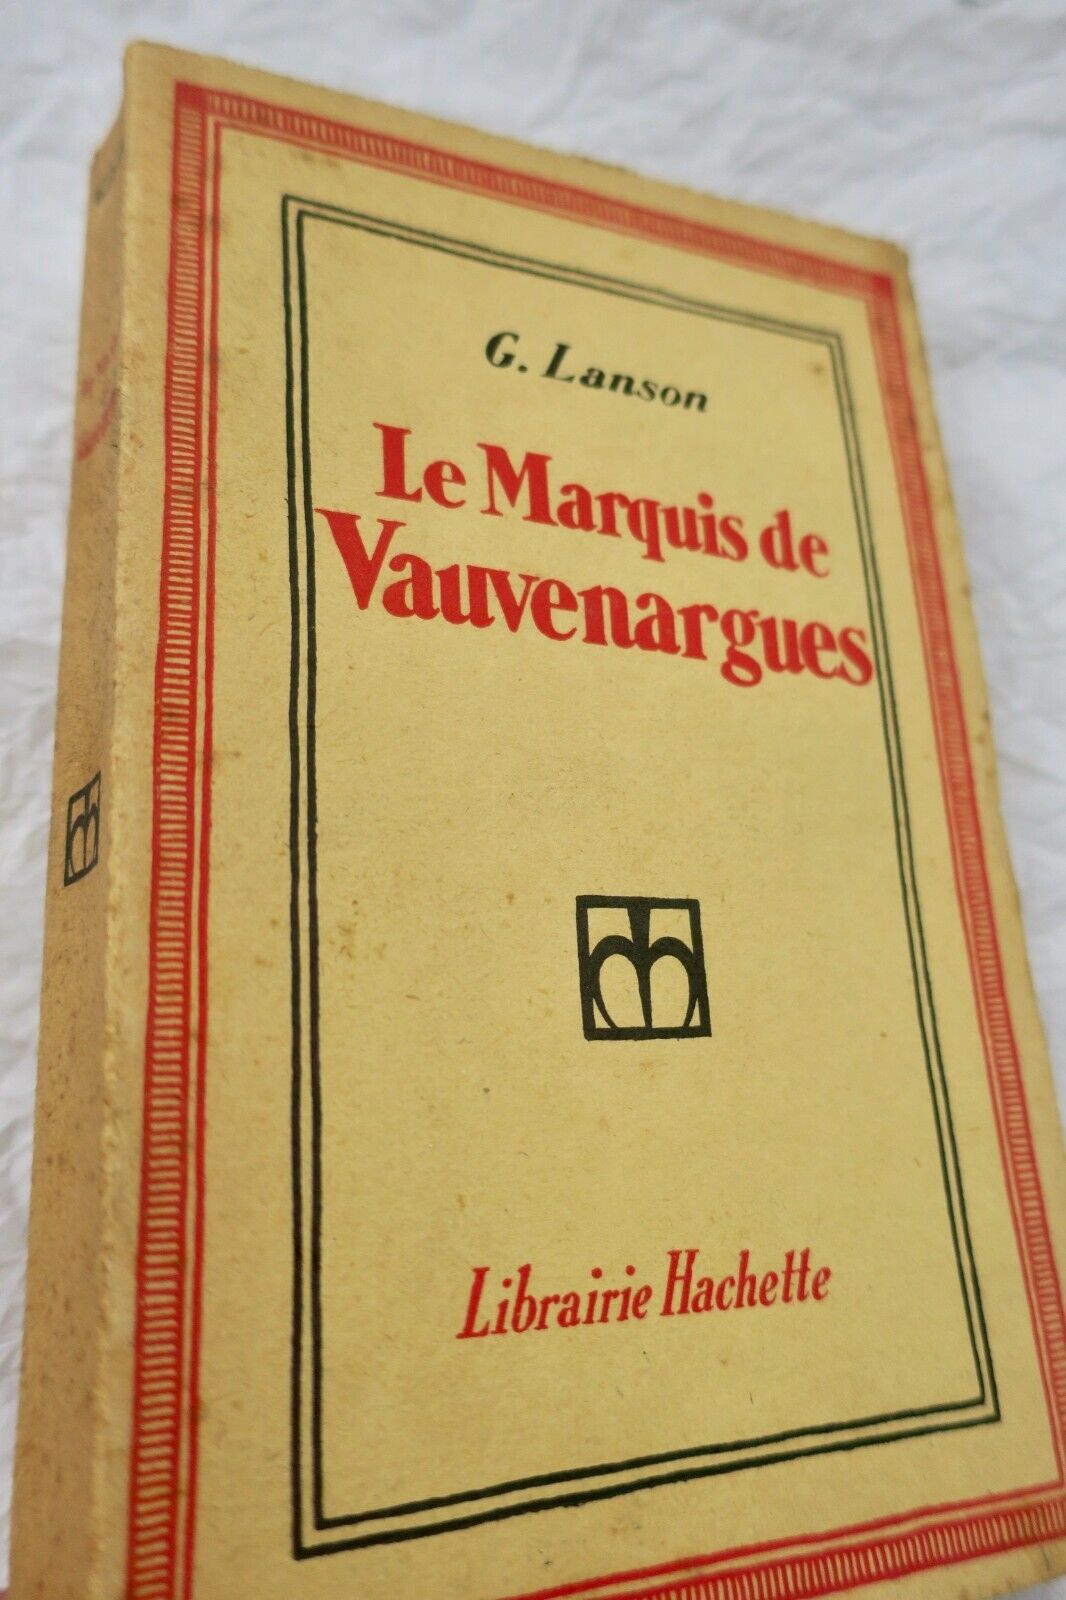 G. Lanson
Le Marquis de
Vauvenargues
Librairie Hachette